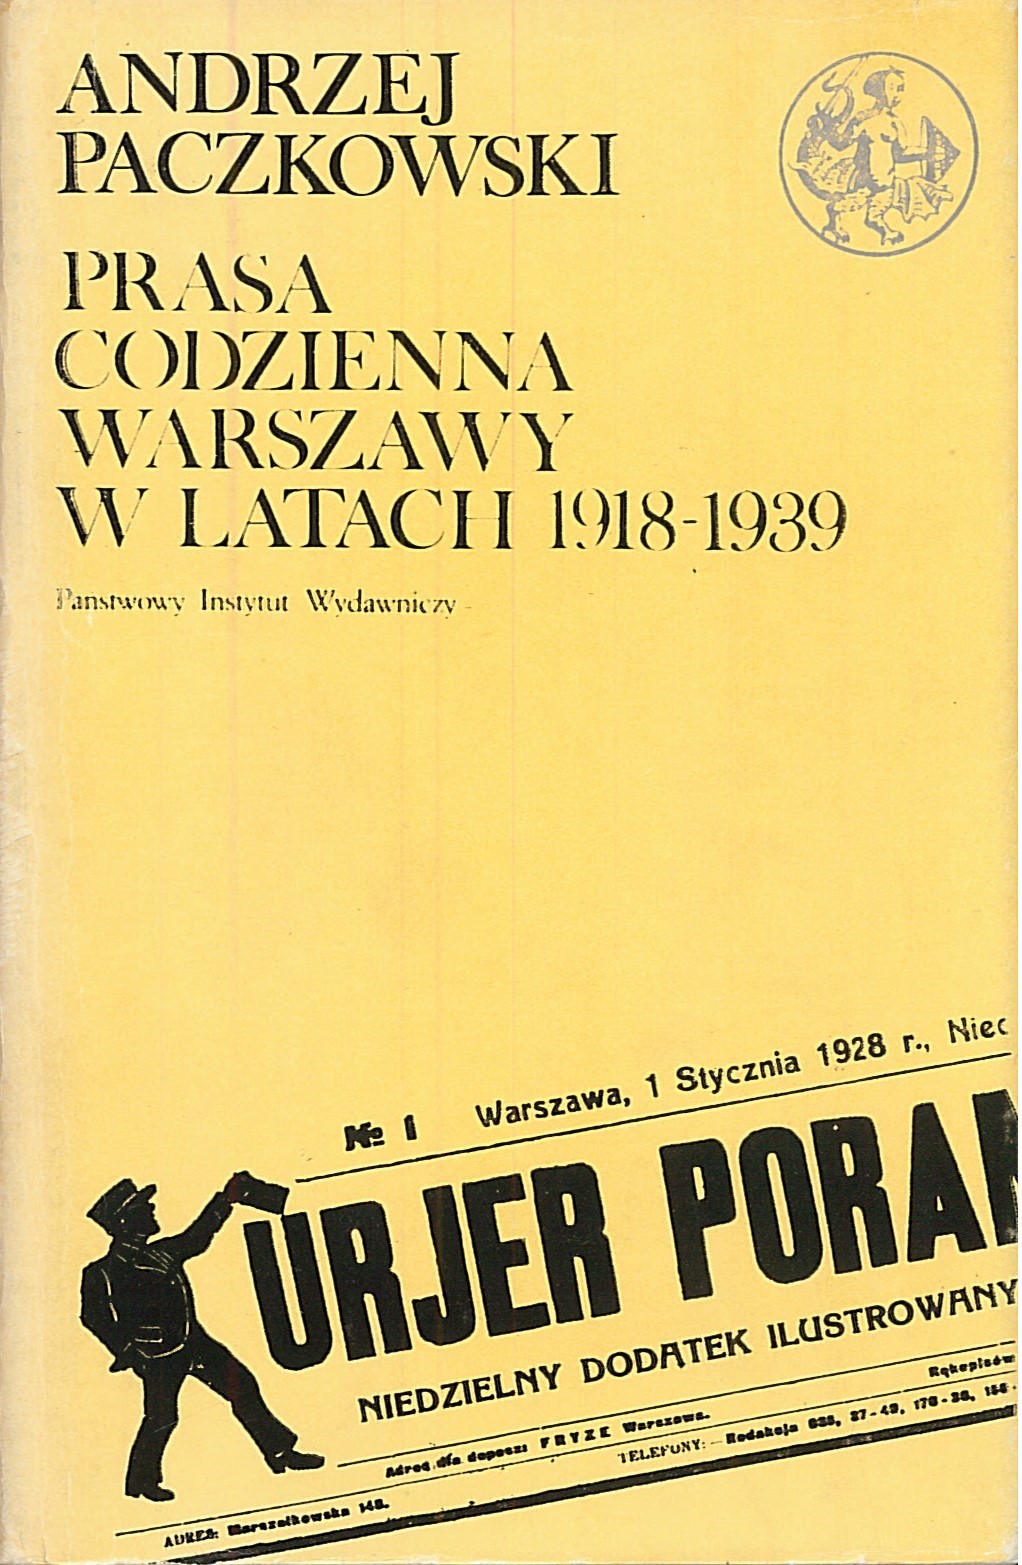 ANDRZEJ
PACZKOWSKI
PRASA
CODZIENNA
WARSZAWY
W LATACH 1918-1939
Państwowy Instytut Wydawniczy
№ 1 Warszawa, 1 Stycznia 1928 r., Niec
URJER PORAN
NIEDZIELNY DODATEK ILUSTROWANY
Adres dla depesz: FRYZE Warszawa. Rękopisów
ADRES: Marszałkowska 148. TELEFONY:— Redakcja